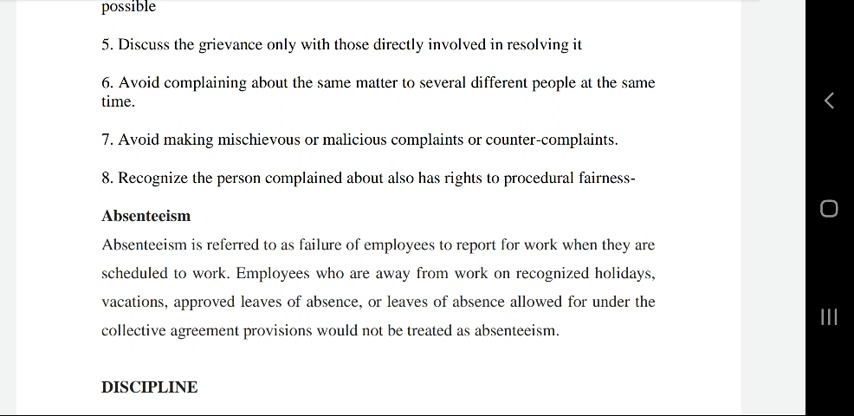 possible
5. Discuss the grievance only with those directly involved in resolving it
6. Avoid complaining about the same matter to several different people at the same
time.
7. Avoid making mischievous or malicious complaints or counter-complaints.
8. Recognize the person complained about also has rights to procedural fairness-
Absenteeism
Absenteeism is referred to as failure of employees to report for work when they are
scheduled to work. Employees who are away from work on recognized holidays,
vacations, approved leaves of absence, or leaves of absence allowed for under the
collective agreement provisions would not be treated as absenteeism.
DISCIPLINE